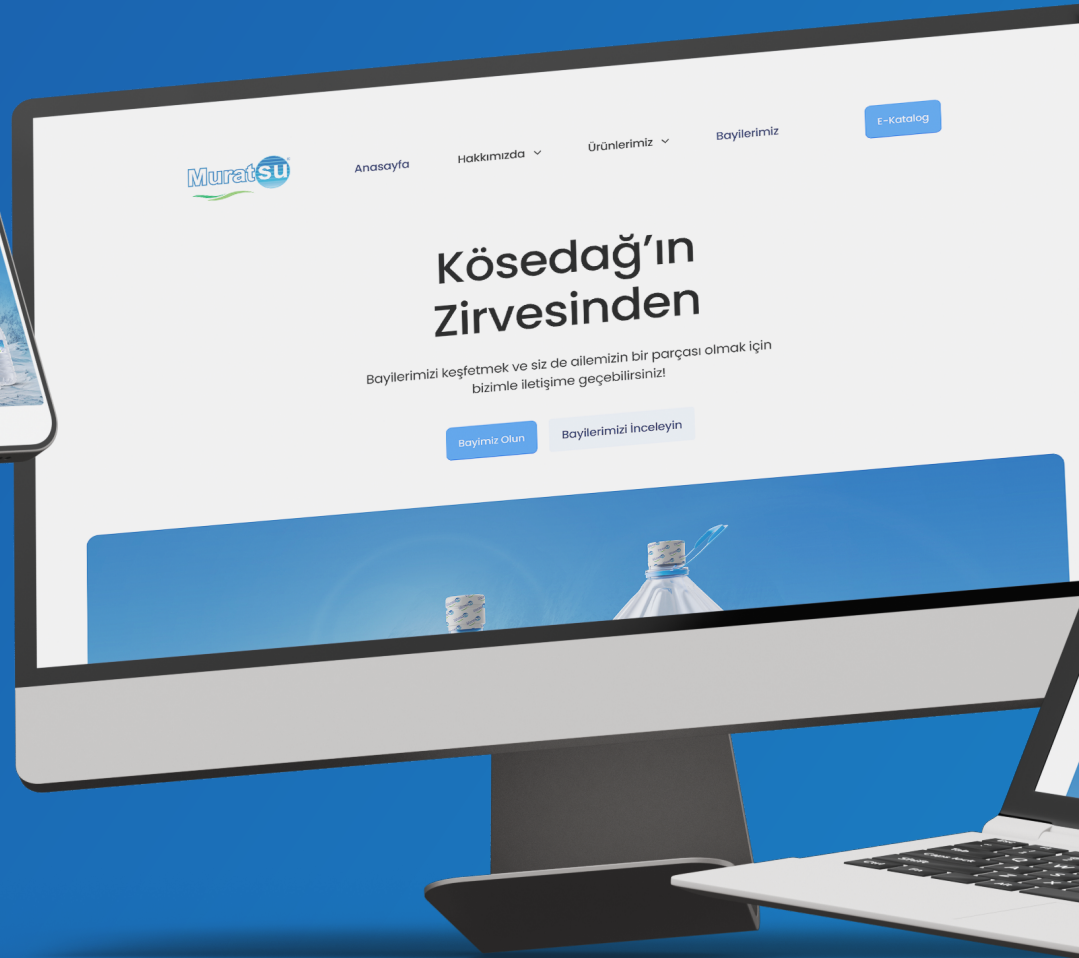 Muratsu
Anasayfa
Hakkımızda
Ürünlerimiz
Bayilerimiz
E-Katalog
Kösedağ’ın
Zirvesinden
Bayilerimizi keşfetmek ve siz de ailemizin bir parçası olmak için
bizimle iletişime geçebilirsiniz!
Bayimiz Olun
Bayilerimizi İnceleyin